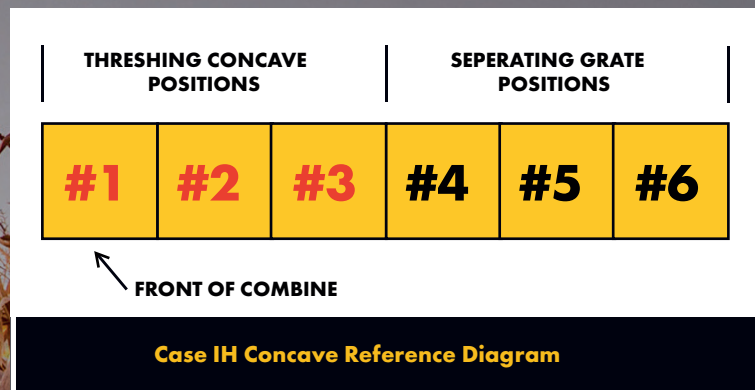 THRESHING CONCAVE
POSITIONS
SEPERATING GRATE
POSITIONS
#1 #2 #3 #4 #5 #6
FRONT OF COMBINE
Case IH Concave Reference Diagram